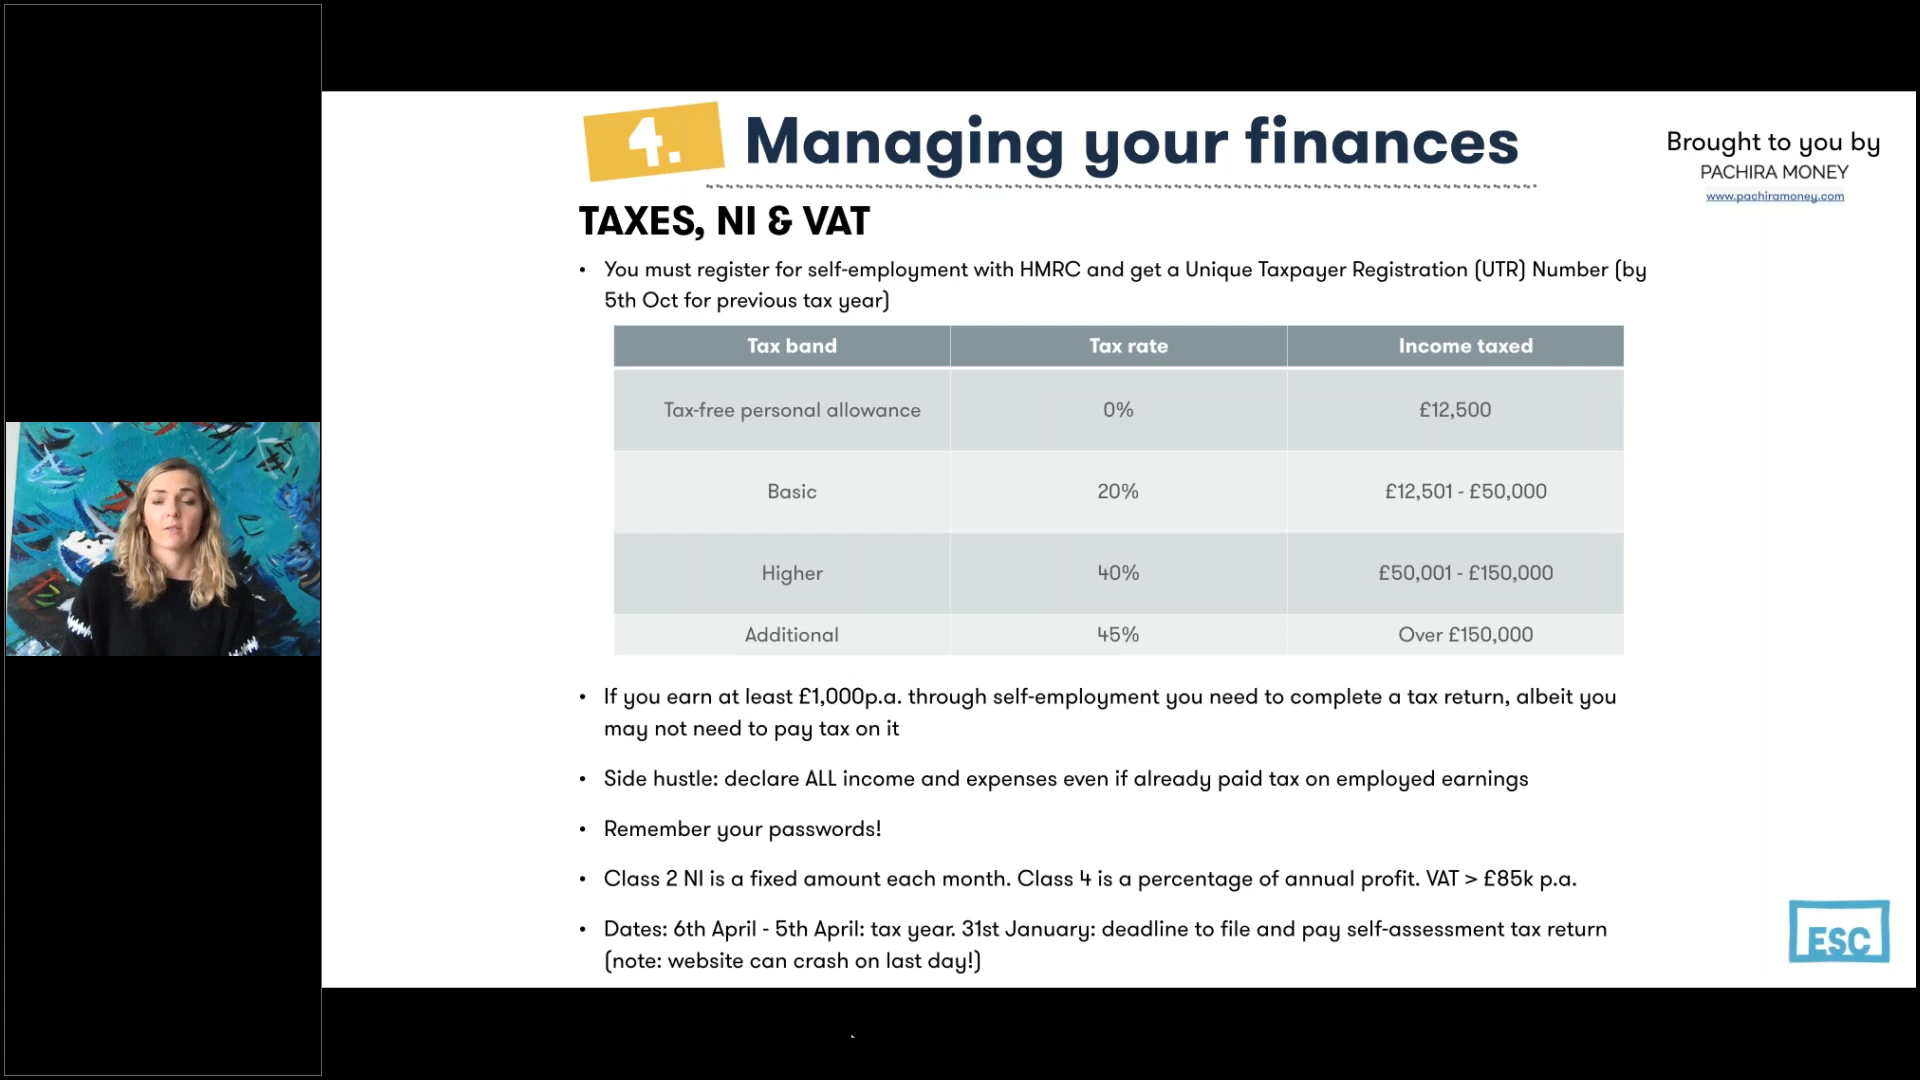 4. Managing your finances
Brought to you by
PACHIRA MONEY
www.pachiramoney.com
TAXES, NI & VAT
• You must register for self-employment with HMRC and get a Unique Taxpayer Registration (UTR) Number (by
5th Oct for previous tax year)
Tax band Tax rate Income taxed
Tax-free personal allowance 0% £12,500
Basic 20% £12,501 - £50,000
Higher 40% £50,001 - £150,000
Additional 45% Over £150,000
• If you earn at least £1,000p.a. through self-employment you need to complete a tax return, albeit you
may not need to pay tax on it
• Side hustle: declare ALL income and expenses even if already paid tax on employed earnings
• Remember your passwords!
• Class 2 NI is a fixed amount each month. Class 4 is a percentage of annual profit. VAT > £85k p.a.
• Dates: 6th April - 5th April: tax year. 31st January: deadline to file and pay self-assessment tax return
(note: website can crash on last day!)
ESC